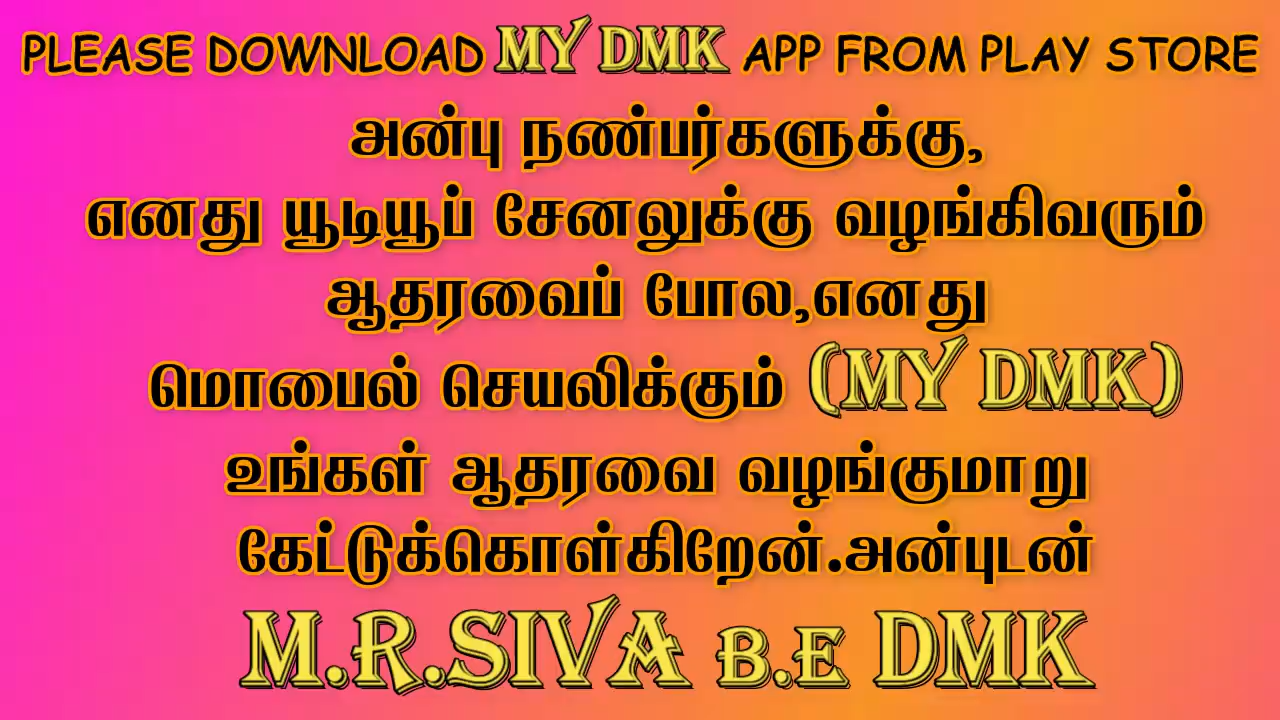 PLEASE DOWNLOAD MY DMK APP FROM PLAY STORE
அன்பு நண்பர்களுக்கு,
எனது யூடியூப் சேனலுக்கு வழங்கிவரும்
ஆதரவைப் போல,எனது
மொபைல் செயலிக்கும் (MY DMK)
உங்கள் ஆதரவை வழங்குமாறு
கேட்டுக்கொள்கிறேன்.அன்புடன்
M.R.SIVA B.E DMK